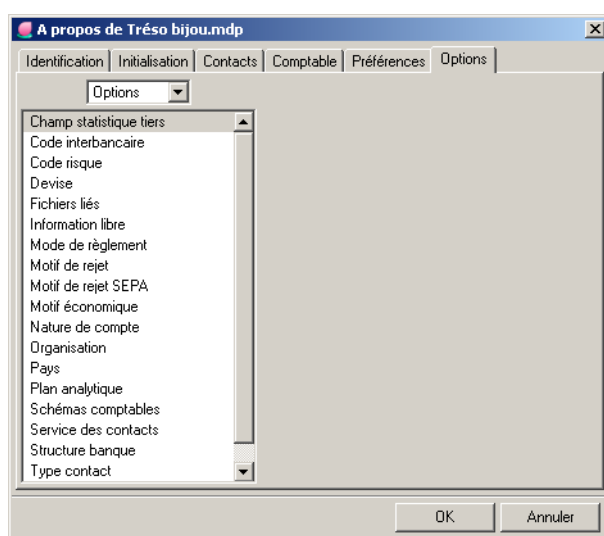 A propos de Tréso bijou.mdp
Identification Initialisation Contacts Comptable Préférences Options
Options
Champ statistique tiers
Code interbancaire
Code risque
Devise
Fichiers liés
Information libre
Mode de règlement
Motif de rejet
Motif de rejet SEPA
Motif économique
Nature de compte
Organisation
Pays
Plan analytique
Schémas comptables
Service des contacts
Structure banque
Type contact
OK Annuler